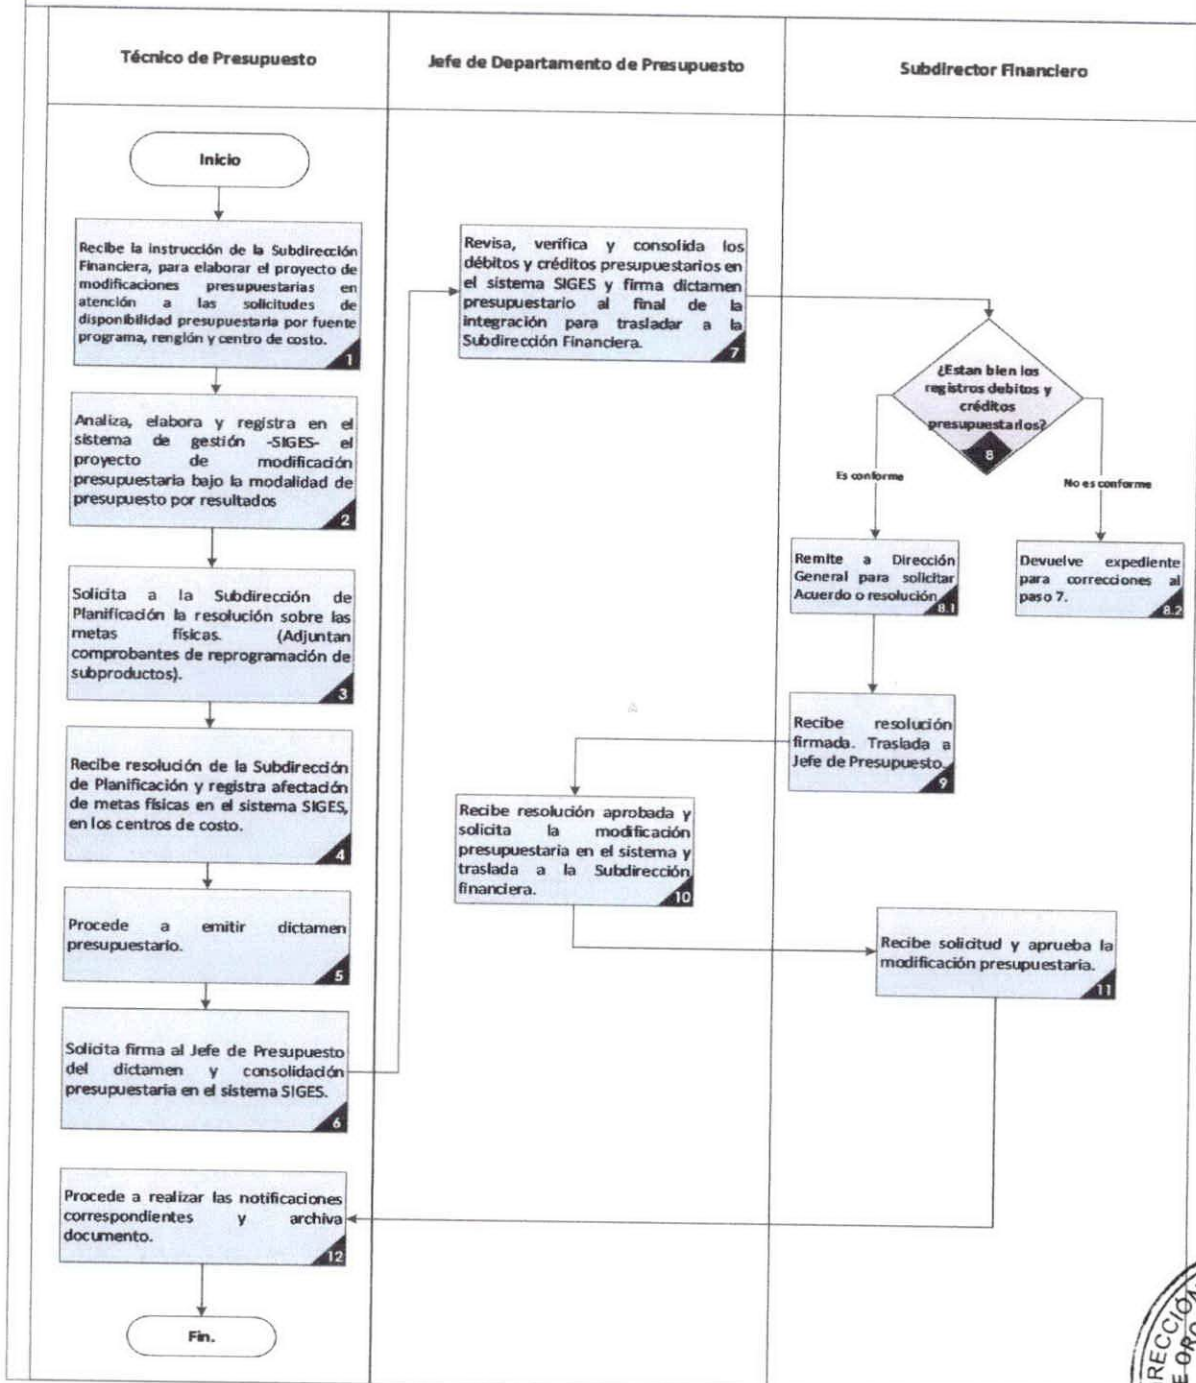 Técnico de Presupuesto
Jefe de Departamento de Presupuesto
Subdirector Financiero
Inicio
Recibe la instrucción de la Subdirección
Financiera, para elaborar el proyecto de
modificaciones presupuestarias en
atención a las solicitudes de
disponibilidad presupuestaria por fuente
programa, renglón y centro de costo.
1
Analiza, elabora y registra en el
sistema de gestión -SIGES- el
proyecto de modificación
presupuestaria bajo la modalidad de
presupuesto por resultados
2
Solicita a la Subdirección de
Planificación la resolución sobre las
metas físicas. (Adjuntan
comprobantes de reprogramación de
subproductos).
3
Recibe resolución de la Subdirección
de Planificación y registra afectación
de metas físicas en el sistema SIGES,
en los centros de costo.
4
Procede a emitir dictamen
presupuestario.
5
Solicita firma al Jefe de Presupuesto
del dictamen y consolidación
presupuestaria en el sistema SIGES.
6
Revisa, verifica y consolida los
débitos y créditos presupuestarios en
el sistema SIGES y firma dictamen
presupuestario al final de la
integración para trasladar a la
Subdirección Financiera.
7
¿Estan bien los
registros debitos y
créditos
presupuestarios?
8
Es conforme
No es conforme
Remite a Dirección
General para solicitar
Acuerdo o resolución
8.1
Devuelve expediente
para correcciones al
paso 7.
8.2
Recibe resolución
firmada. Traslada a
Jefe de Presupuesto.
9
Recibe resolución aprobada y
solicita la modificación
presupuestaria en el sistema y
traslada a la Subdirección
financiera.
10
Recibe solicitud y aprueba la
modificación presupuestaria.
11
Procede a realizar las notificaciones
correspondientes y archiva
documento.
12
Fin.